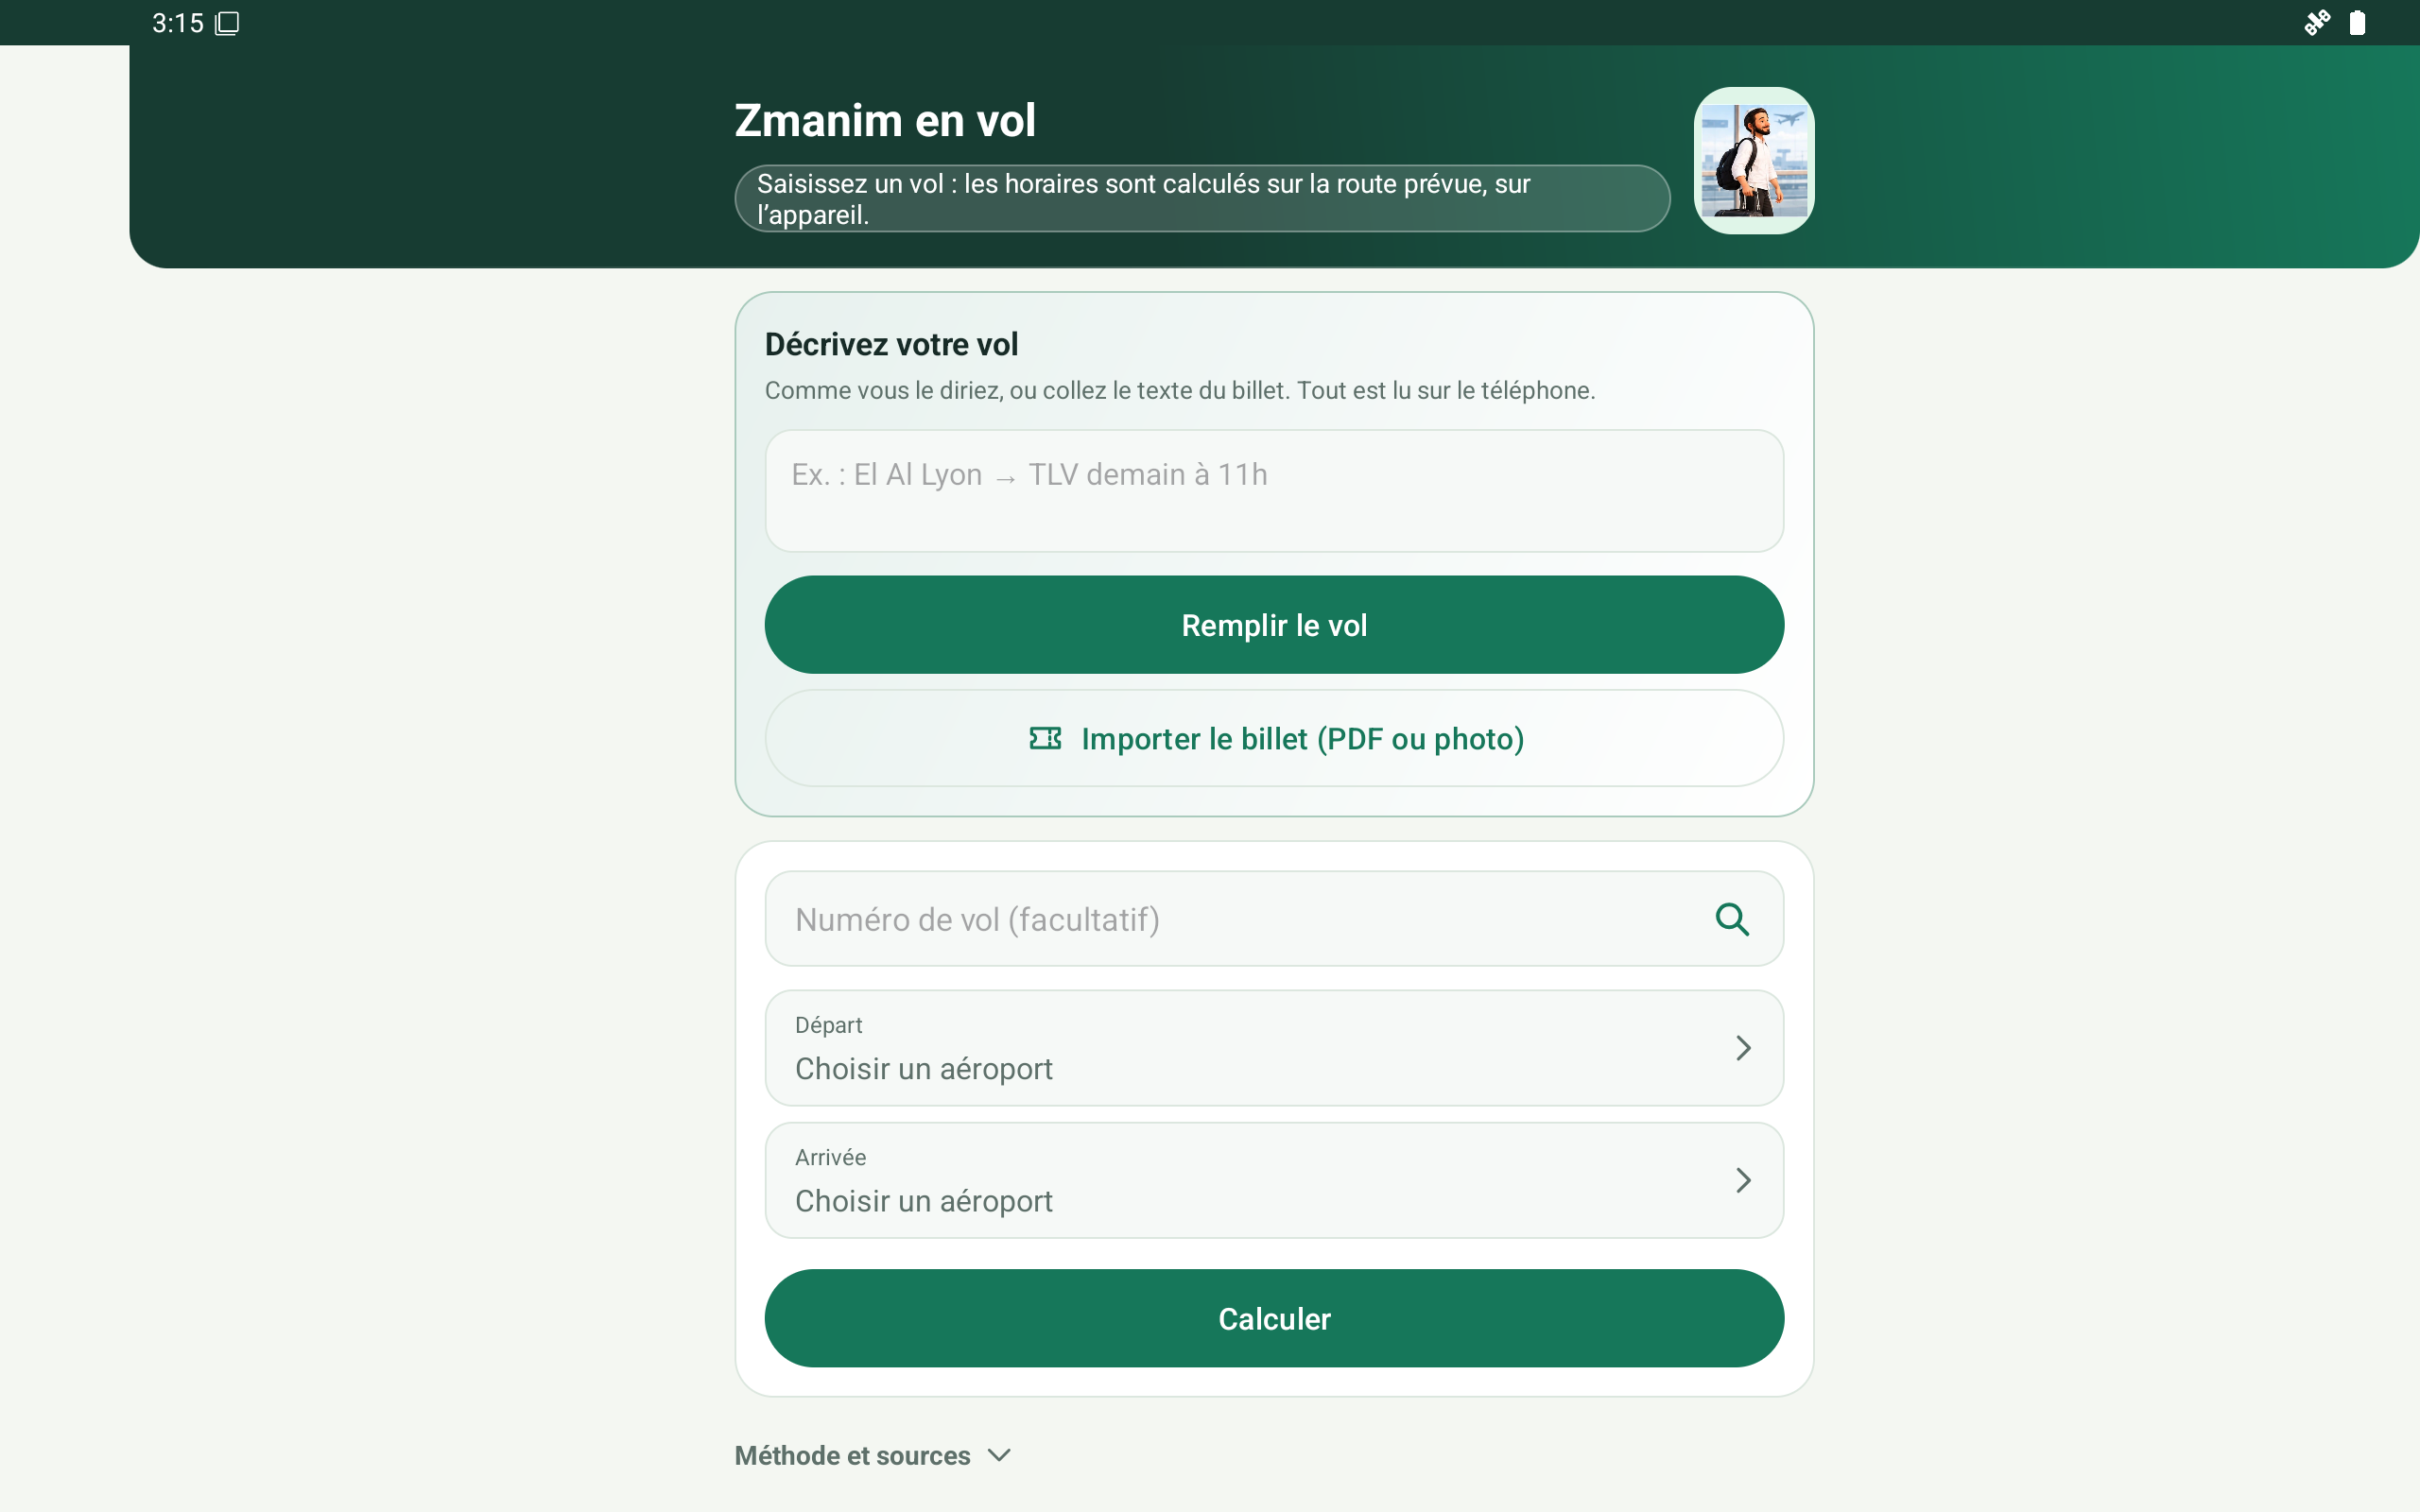 3:15
Zmanim en vol
Saisissez un vol : les horaires sont calculés sur la route prévue, sur
l’appareil.
Décrivez votre vol
Comme vous le diriez, ou collez le texte du billet. Tout est lu sur le téléphone.
Ex. : El Al Lyon → TLV demain à 11h
Remplir le vol
Importer le billet (PDF ou photo)
Numéro de vol (facultatif)
Départ
Choisir un aéroport
Arrivée
Choisir un aéroport
Calculer
Méthode et sources